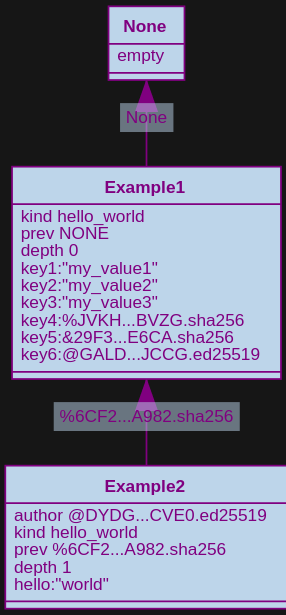 None
empty
None
Example1
kind hello_world
prev NONE
depth 0
key1:"my_value1"
key2:"my_value2"
key3:"my_value3"
key4:%JVKH...BVZG.sha256
key5:&29F3...E6CA.sha256
key6:@GALD...JCCG.ed25519
%6CF2...A982.sha256
Example2
author @DYDG...CVE0.ed25519
kind hello_world
prev %6CF2...A982.sha256
depth 1
hello:"world"